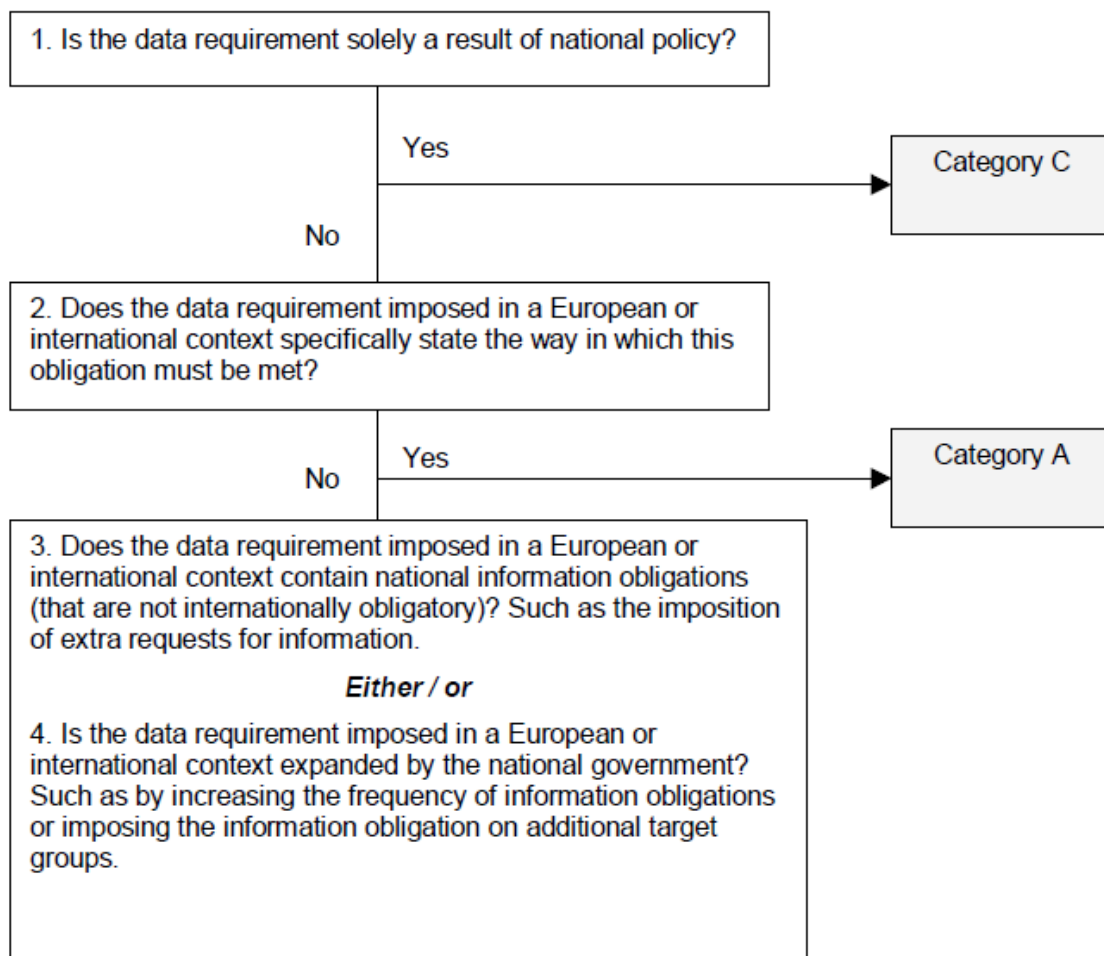 1. Is the data requirement solely a result of national policy?
Yes
Category C
No
2. Does the data requirement imposed in a European or
international context specifically state the way in which this
obligation must be met?
Yes
Category A
No
3. Does the data requirement imposed in a European or
international context contain national information obligations
(that are not internationally obligatory)? Such as the imposition
of extra requests for information.
Either / or
4. Is the data requirement imposed in a European or
international context expanded by the national government?
Such as by increasing the frequency of information obligations
or imposing the information obligation on additional target
groups.